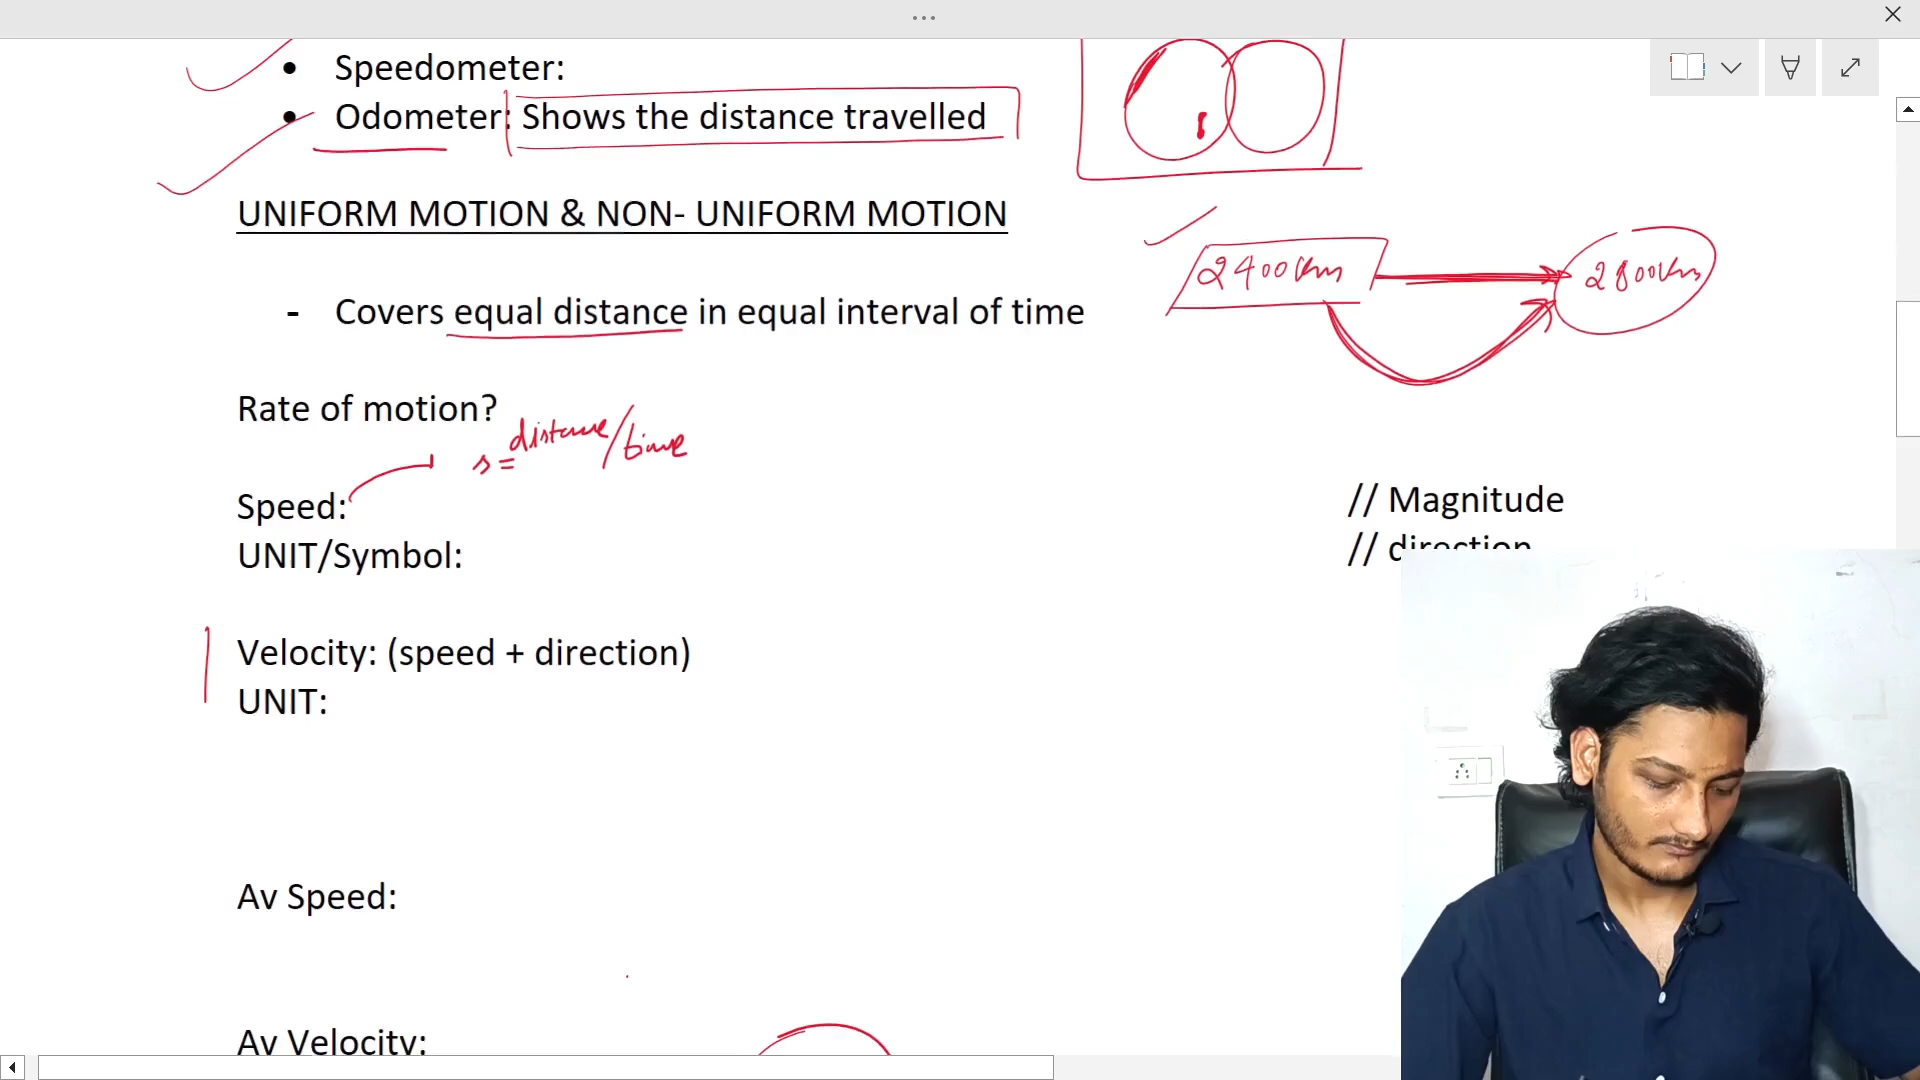 • Speedometer:
• Odometer: Shows the distance travelled
UNIFORM MOTION & NON- UNIFORM MOTION
2400km
2800km
- Covers equal distance in equal interval of time
Rate of motion?
s = distance/time
Speed:
// Magnitude
UNIT/Symbol:
// direction
Velocity: (speed + direction)
UNIT:
Av Speed:
Av Velocity: